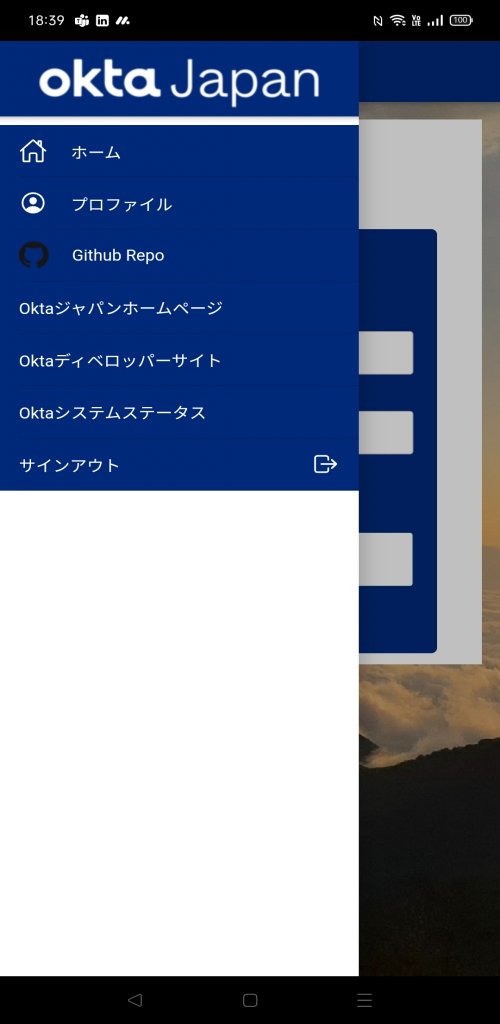 18:39
Vo
LTE
100
okta Japan
ホーム
プロファイル
Github Repo
Oktaジャパンホームページ
Oktaディベロッパーサイト
Oktaシステムステータス
サインアウト